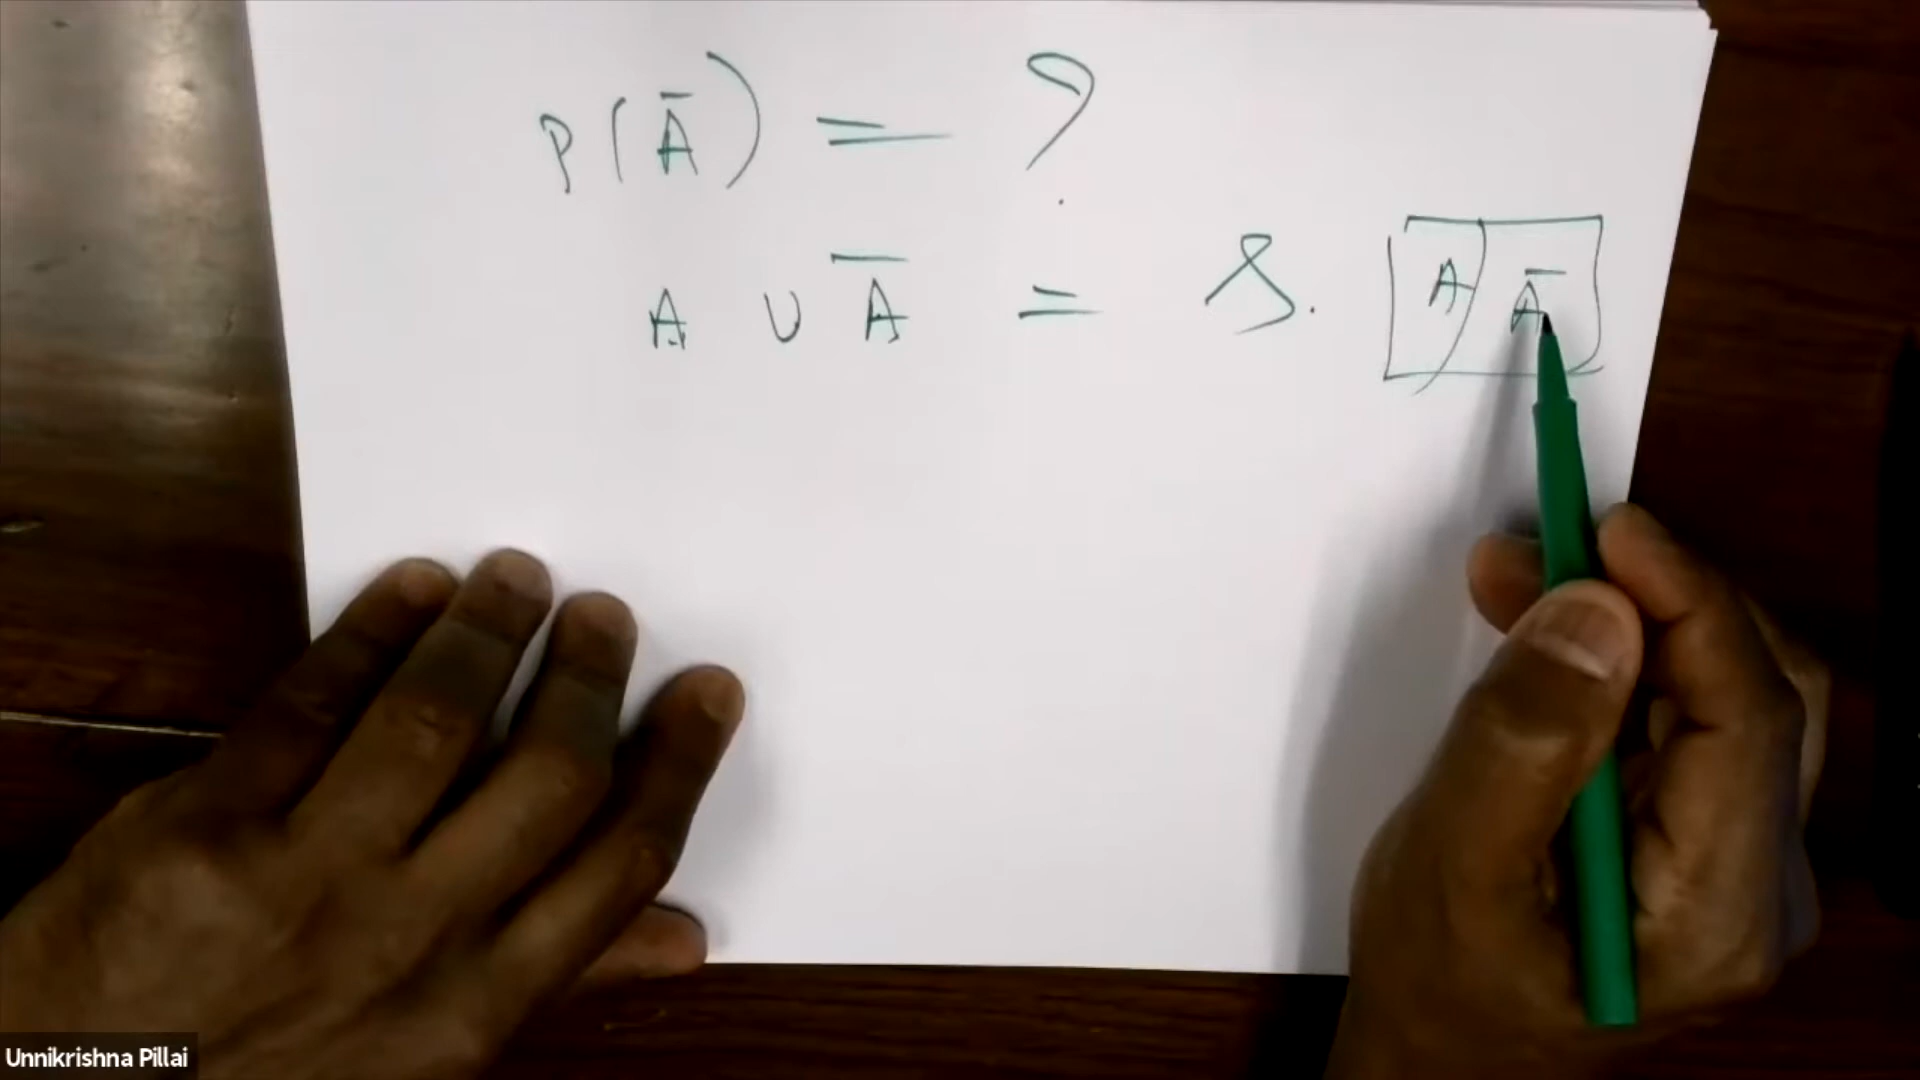 P(A̅) = ?
A ∪ A̅ = S.
A A̅
Unnikrishna Pillai